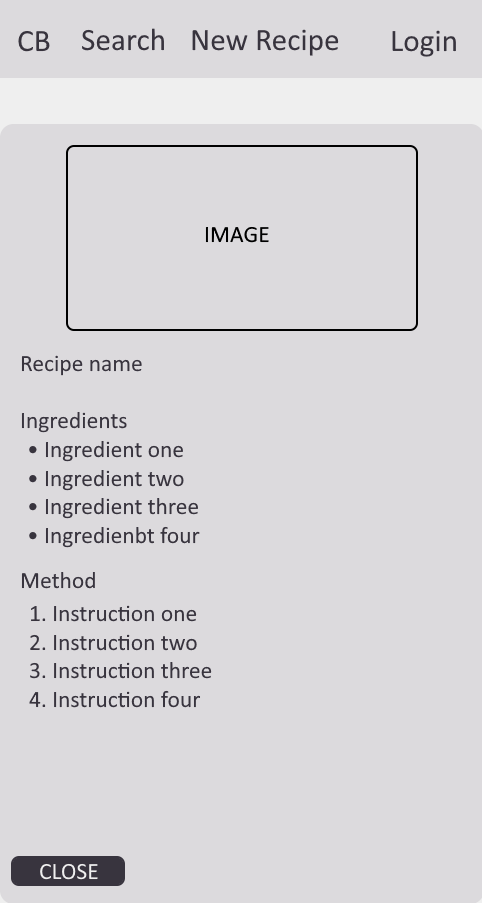 CB Search New Recipe Login
IMAGE
Recipe name
Ingredients
• Ingredient one
• Ingredient two
• Ingredient three
• Ingredienbt four
Method
1. Instruction one
2. Instruction two
3. Instruction three
4. Instruction four
CLOSE